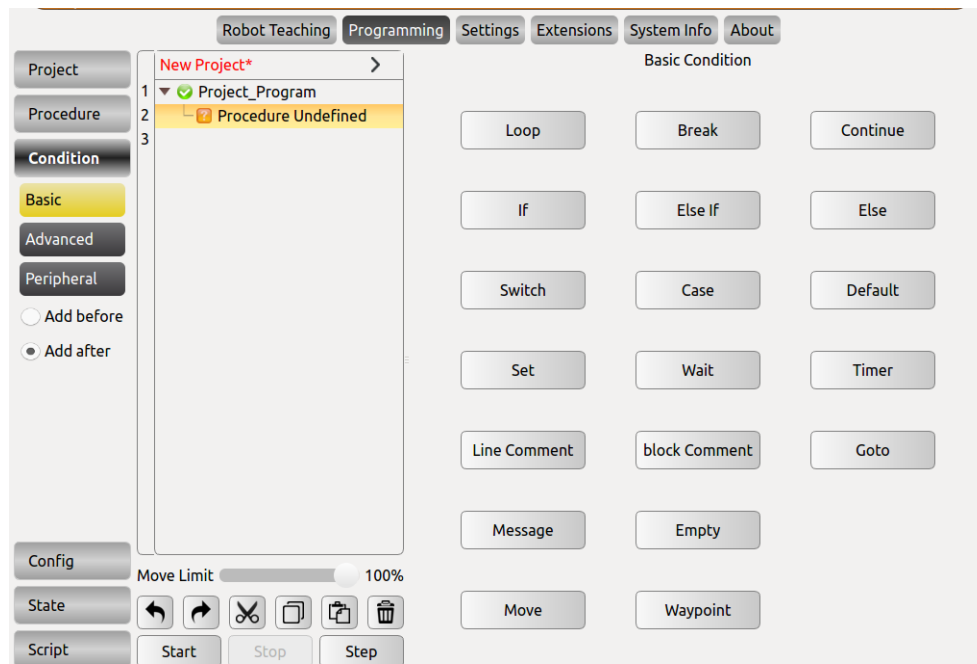 Robot Teaching Programming Settings Extensions System Info About
Project
Procedure
Condition
Basic
Advanced
Peripheral
Add before
Add after
Config
State
Script
New Project* >
1 Project_Program
2 ? Procedure Undefined
3
Move Limit 100%
Start Stop Step
Basic Condition
Loop Break Continue
If Else If Else
Switch Case Default
Set Wait Timer
Line Comment block Comment Goto
Message Empty
Move Waypoint